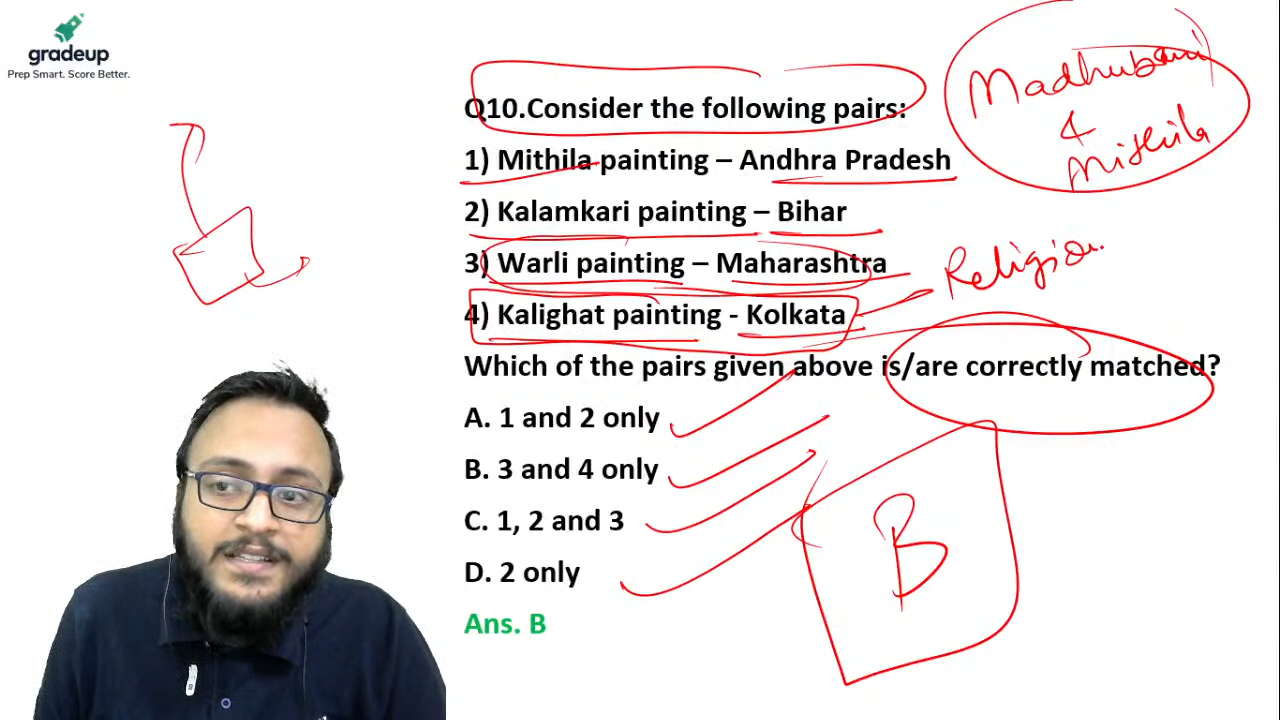 gradeup
Prep Smart. Score Better.
Madhubani
&
Mithila
Q10.Consider the following pairs:
1) Mithila painting – Andhra Pradesh
2) Kalamkari painting – Bihar
3) Warli painting – Maharashtra
Religion
4) Kalighat painting - Kolkata
Which of the pairs given above is/are correctly matched?
A. 1 and 2 only
B. 3 and 4 only
C. 1, 2 and 3
D. 2 only
B
Ans. B